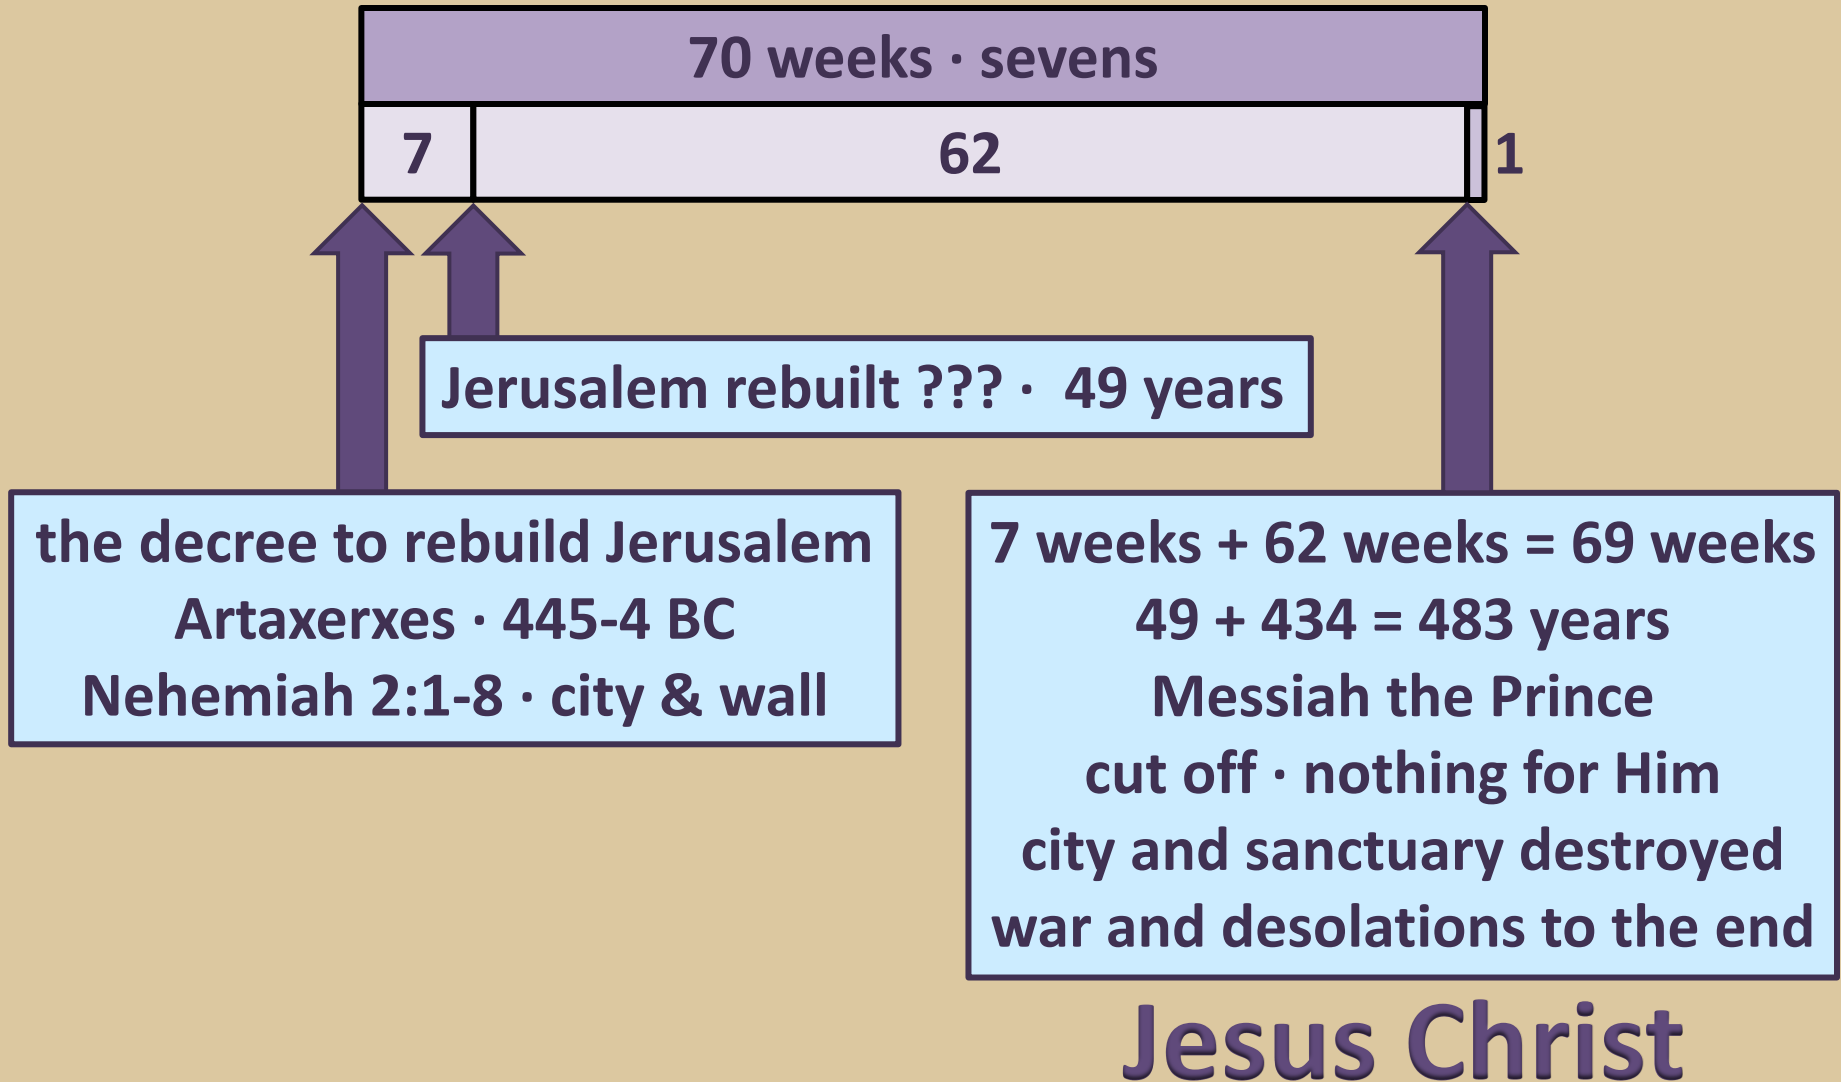 70 weeks · sevens
7
62
1
Jerusalem rebuilt ??? · 49 years
the decree to rebuild Jerusalem
Artaxerxes · 445-4 BC
Nehemiah 2:1-8 · city & wall
7 weeks + 62 weeks = 69 weeks
49 + 434 = 483 years
Messiah the Prince
cut off · nothing for Him
city and sanctuary destroyed
war and desolations to the end
Jesus Christ